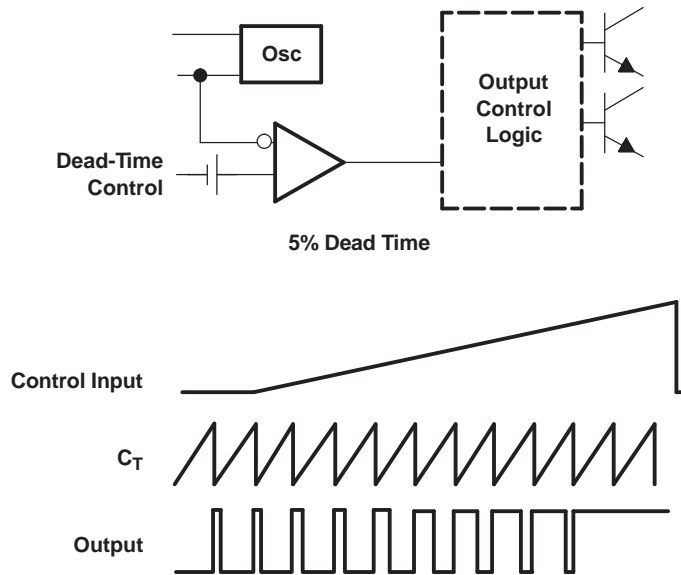 Osc
Output
Control
Logic
Dead-Time
Control
5% Dead Time
Control Input
CT
Output